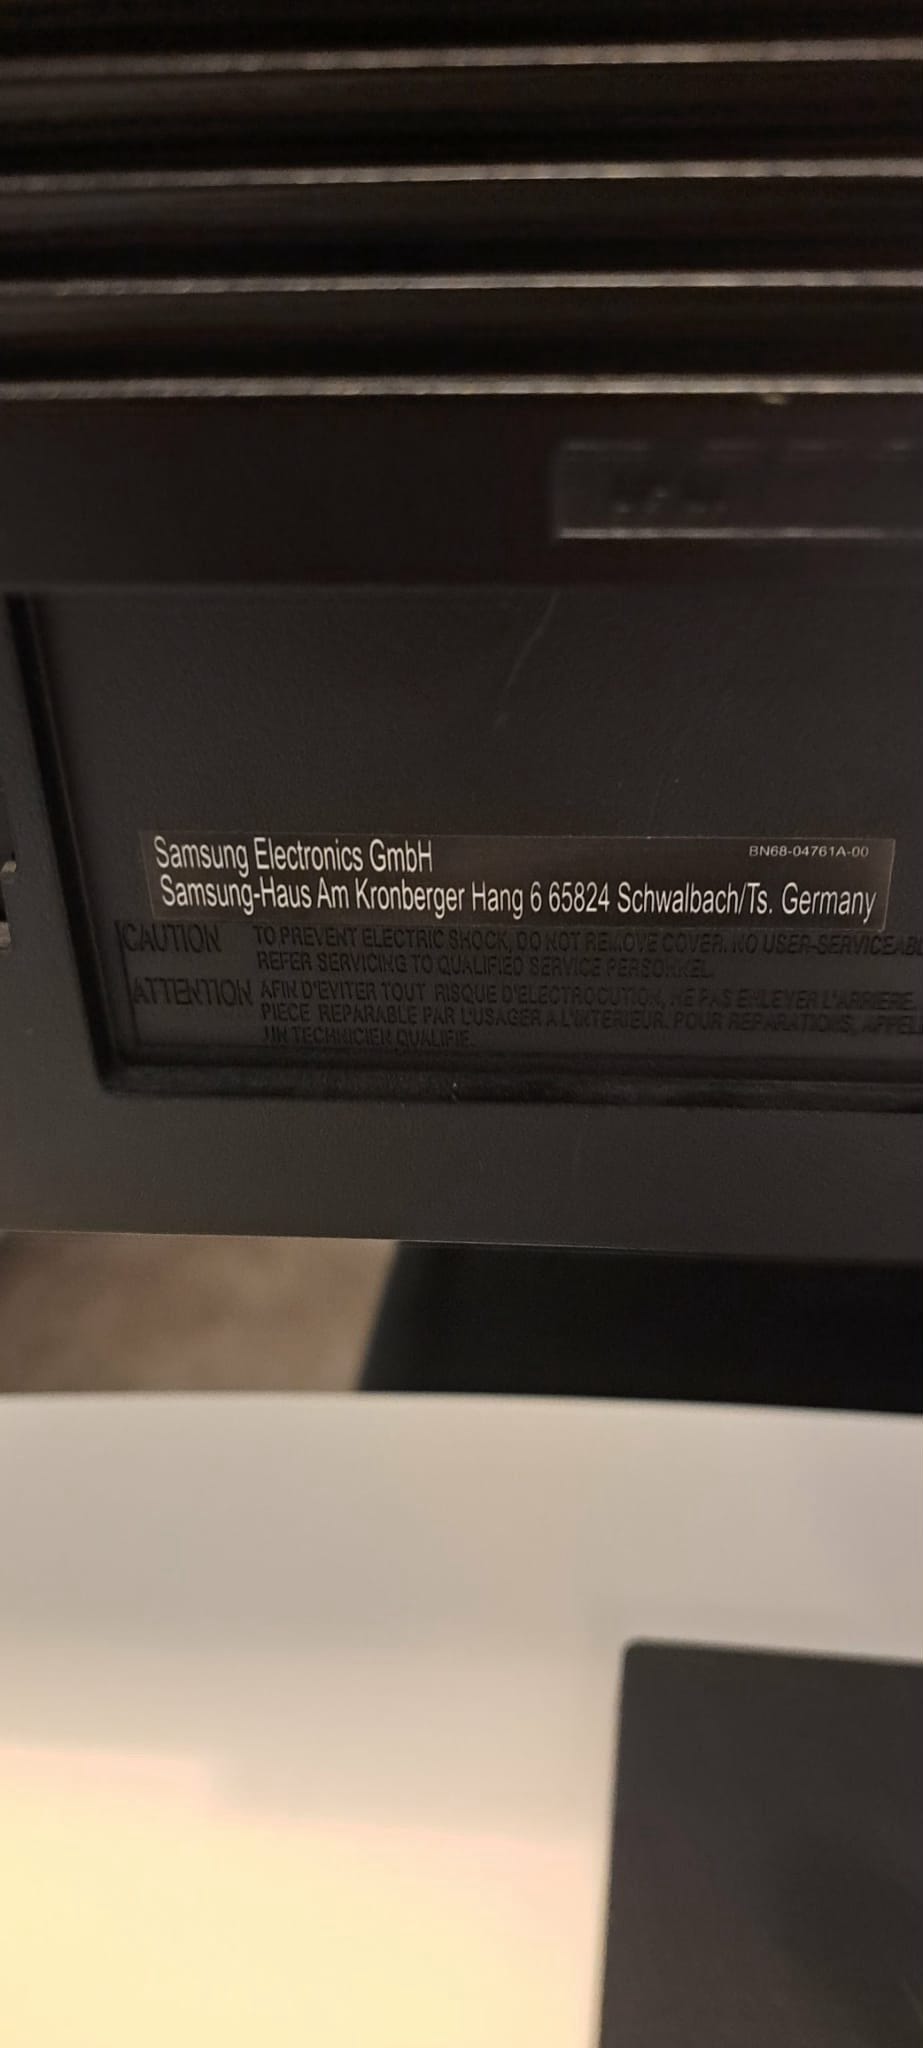 Samsung Electronics GmbH
BN68-04761A-00
Samsung-Haus Am Kronberger Hang 6 65824 Schwalbach/Ts. Germany
CAUTION TO PREVENT ELECTRIC SHOCK, DO NOT REMOVE COVER. NO USER-SERVICEAB
REFER SERVICING TO QUALIFIED SERVICE PERSONNEL.
ATTENTION AFIN D'EVITER TOUT RISQUE D'ELECTROCUTION, NE PAS ENLEVER L'ARRIERE
PIECE REPARABLE PAR L'USAGER A L'INTERIEUR. POUR REPARATIONS, APPEL
UN TECHNICIEN QUALIFIE.